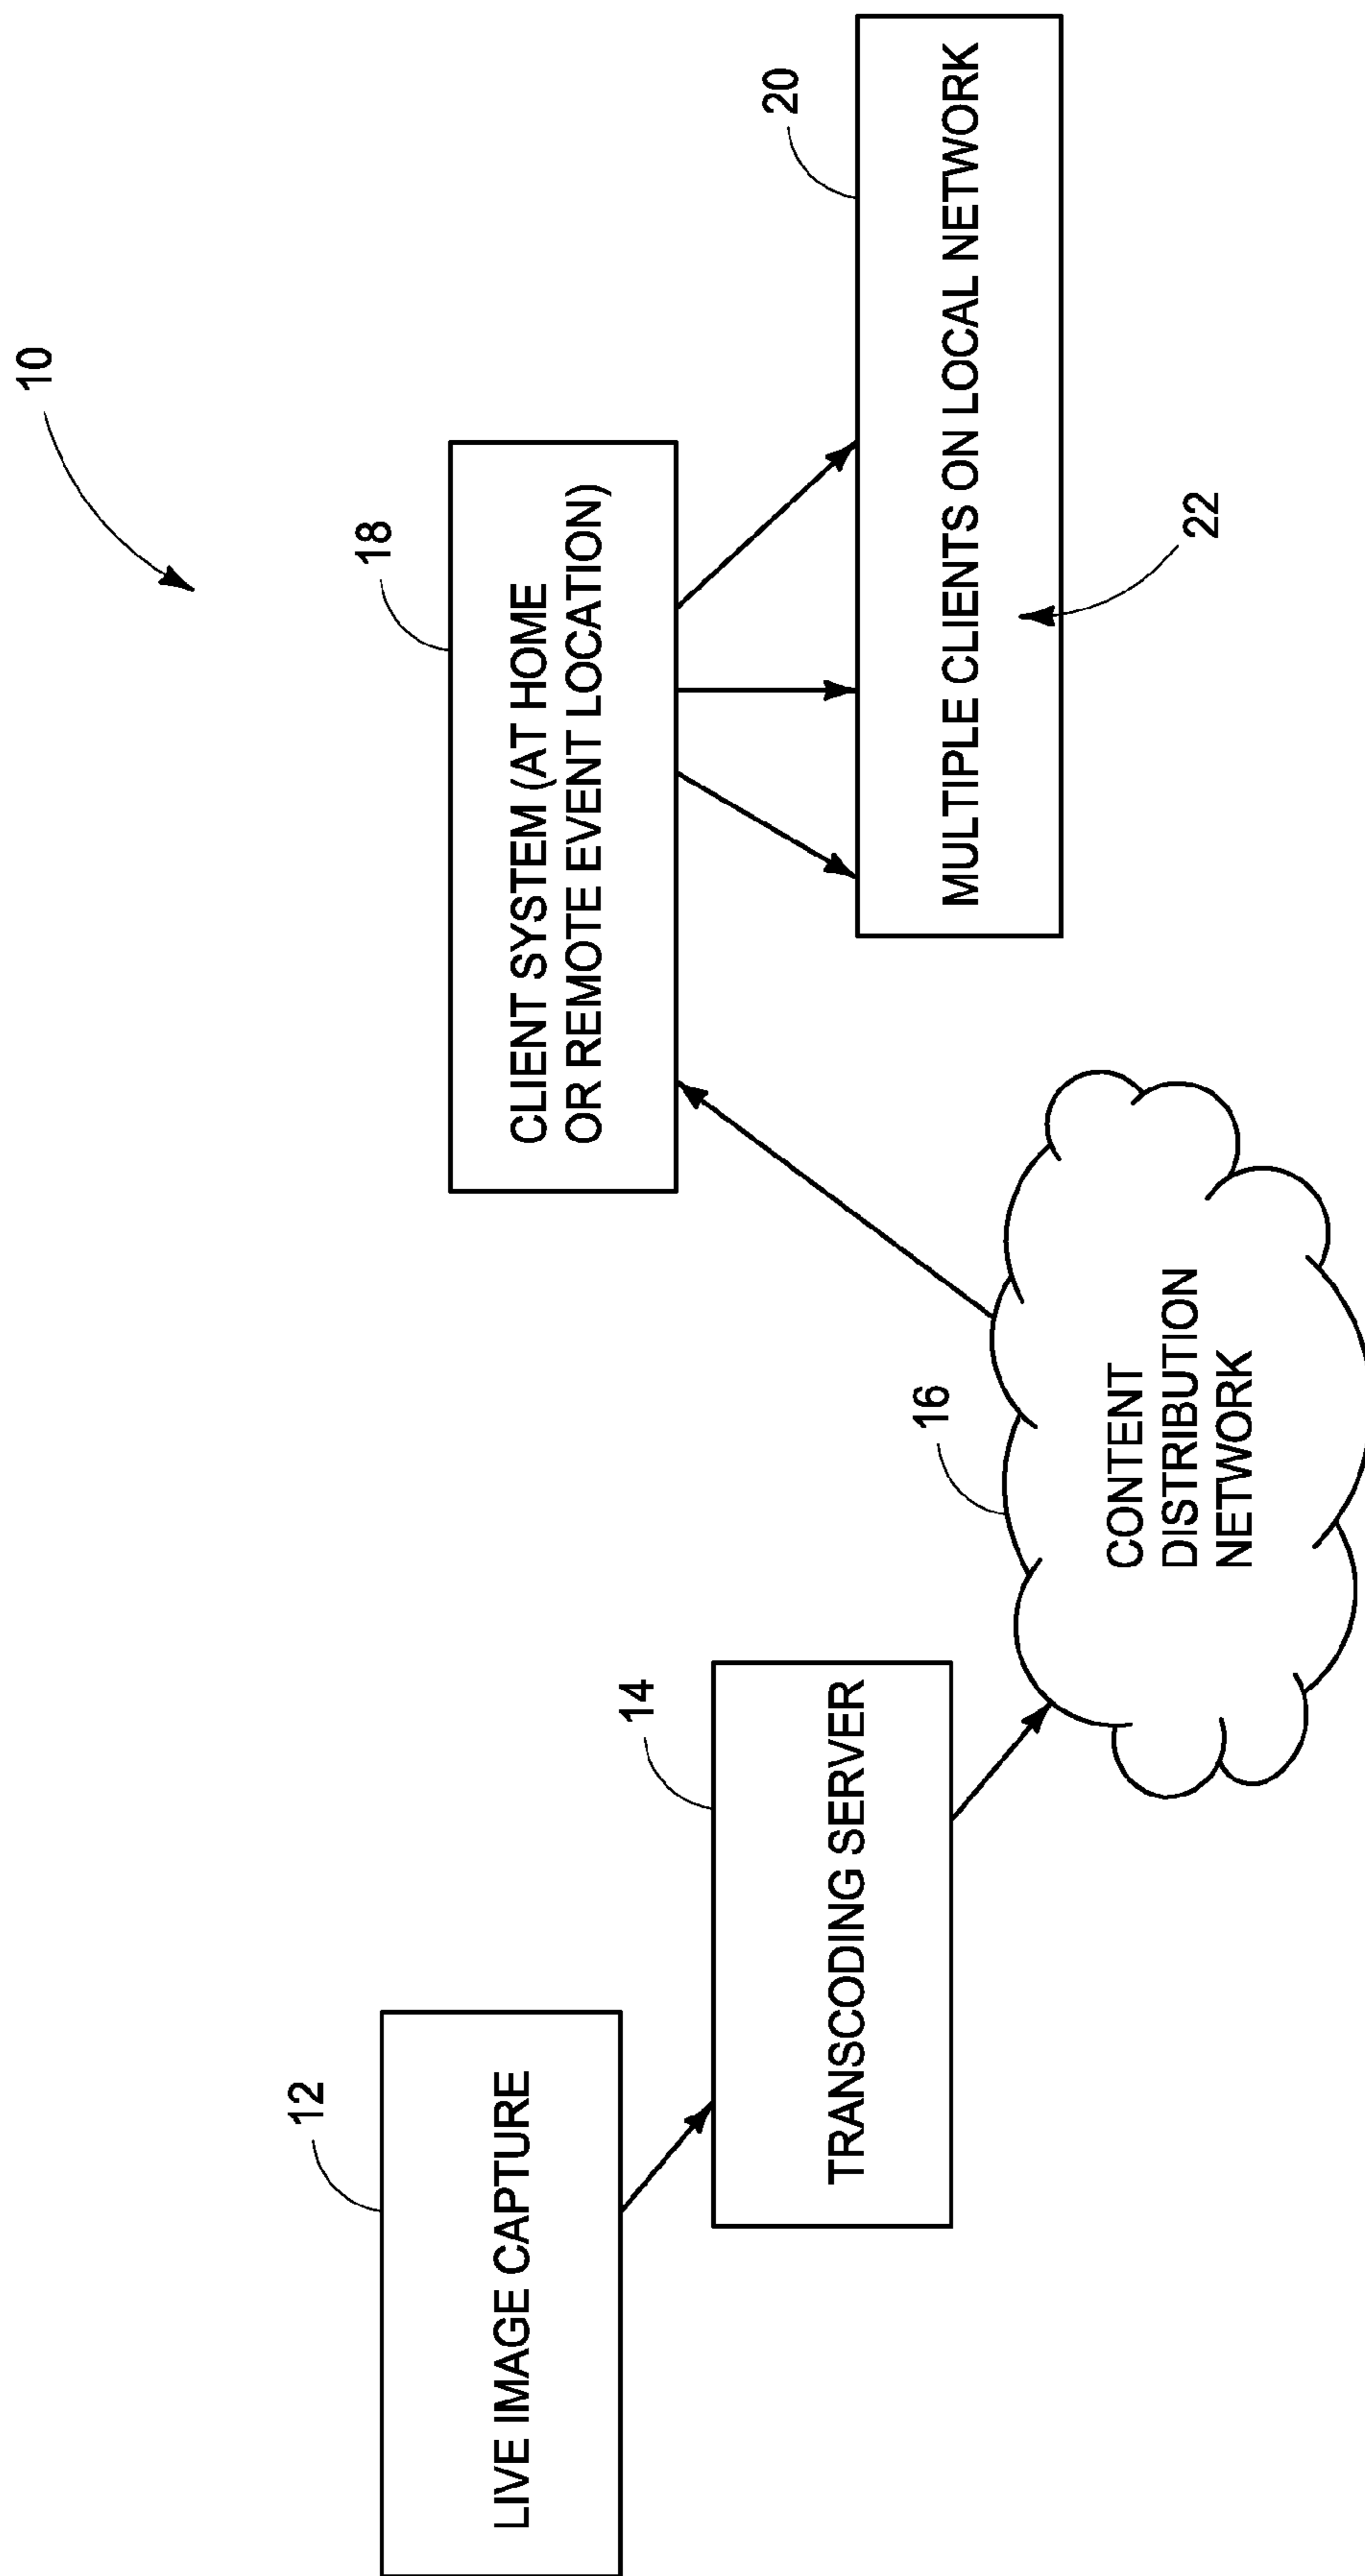 10
12
LIVE IMAGE CAPTURE
14
TRANSCODING SERVER
16
CONTENT
DISTRIBUTION
NETWORK
18
CLIENT SYSTEM (AT HOME
OR REMOTE EVENT LOCATION)
20
MULTIPLE CLIENTS ON LOCAL NETWORK
22